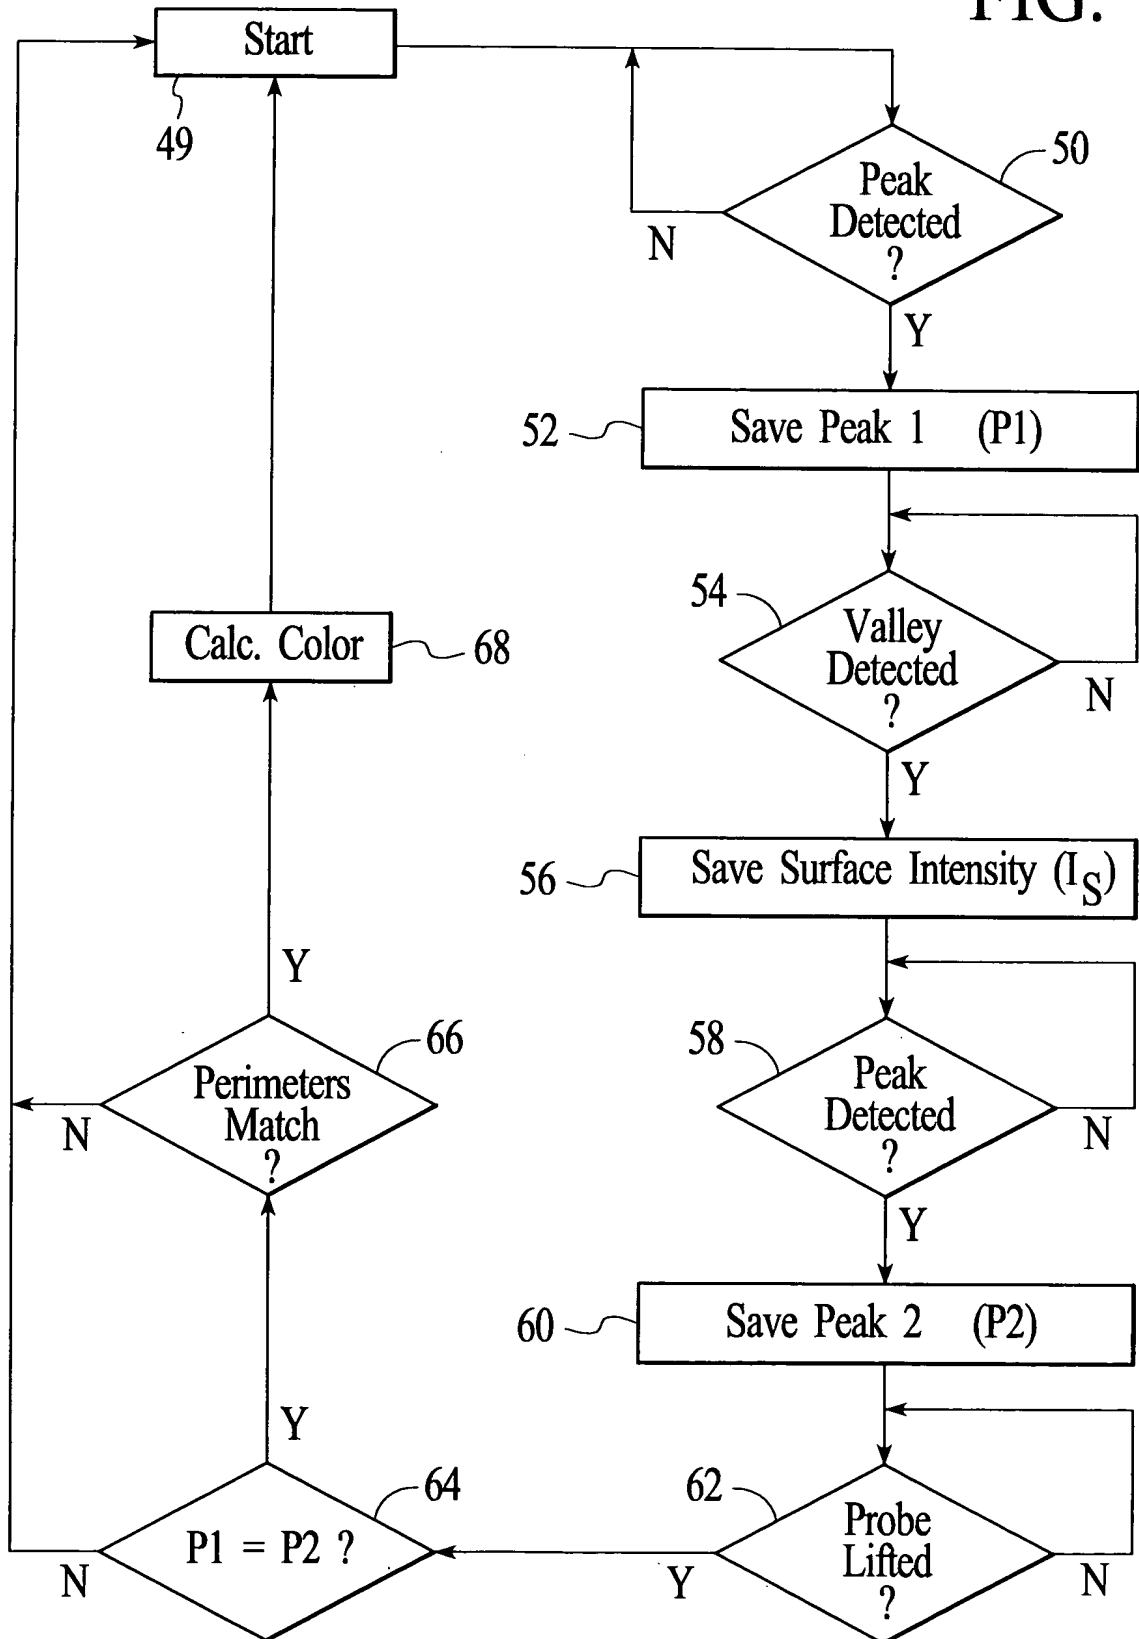 FIG.
Start
49
50
Peak
Detected
?
N
Y
52
Save Peak 1 (P1)
54
Valley
Detected
?
N
Y
56
Save Surface Intensity (IS)
58
Peak
Detected
?
N
Y
60
Save Peak 2 (P2)
62
Probe
Lifted
?
N
Y
64
P1 = P2 ?
N
Y
66
Perimeters
Match
?
N
Y
Calc. Color
68